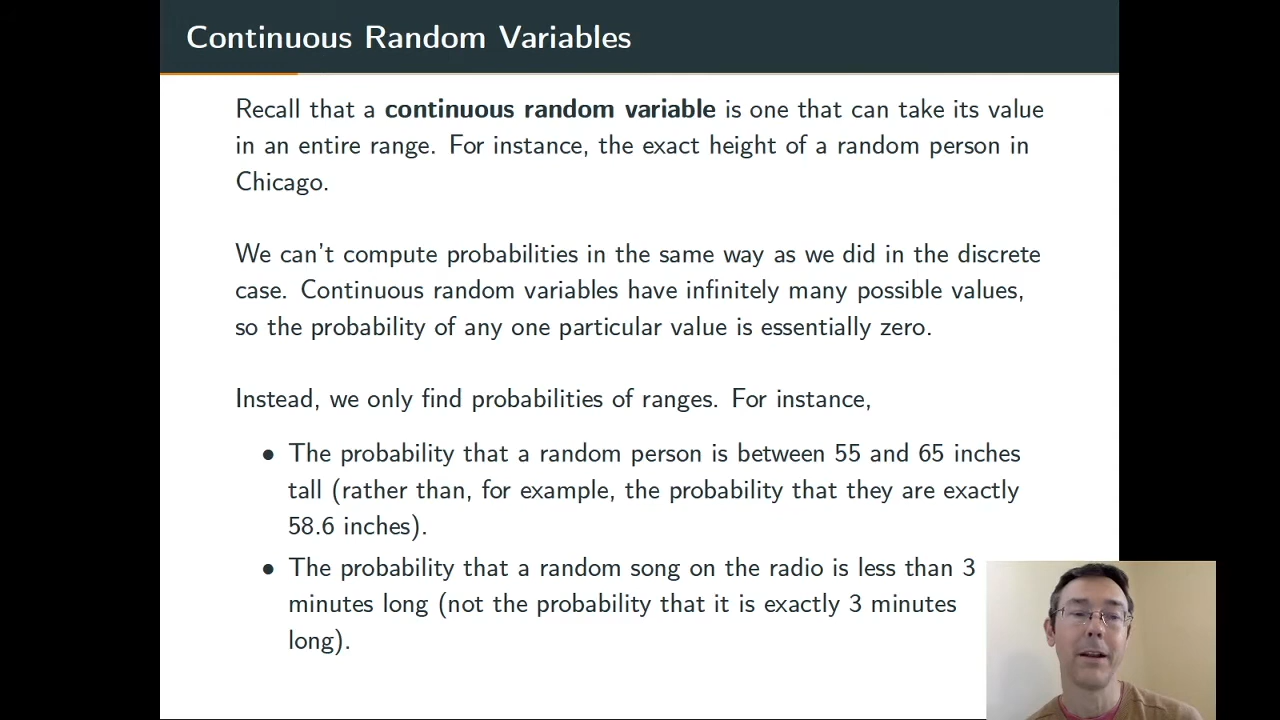 Continuous Random Variables
Recall that a continuous random variable is one that can take its value
in an entire range. For instance, the exact height of a random person in
Chicago.
We can't compute probabilities in the same way as we did in the discrete
case. Continuous random variables have infinitely many possible values,
so the probability of any one particular value is essentially zero.
Instead, we only find probabilities of ranges. For instance,
• The probability that a random person is between 55 and 65 inches
tall (rather than, for example, the probability that they are exactly
58.6 inches).
• The probability that a random song on the radio is less than 3
minutes long (not the probability that it is exactly 3 minutes
long).